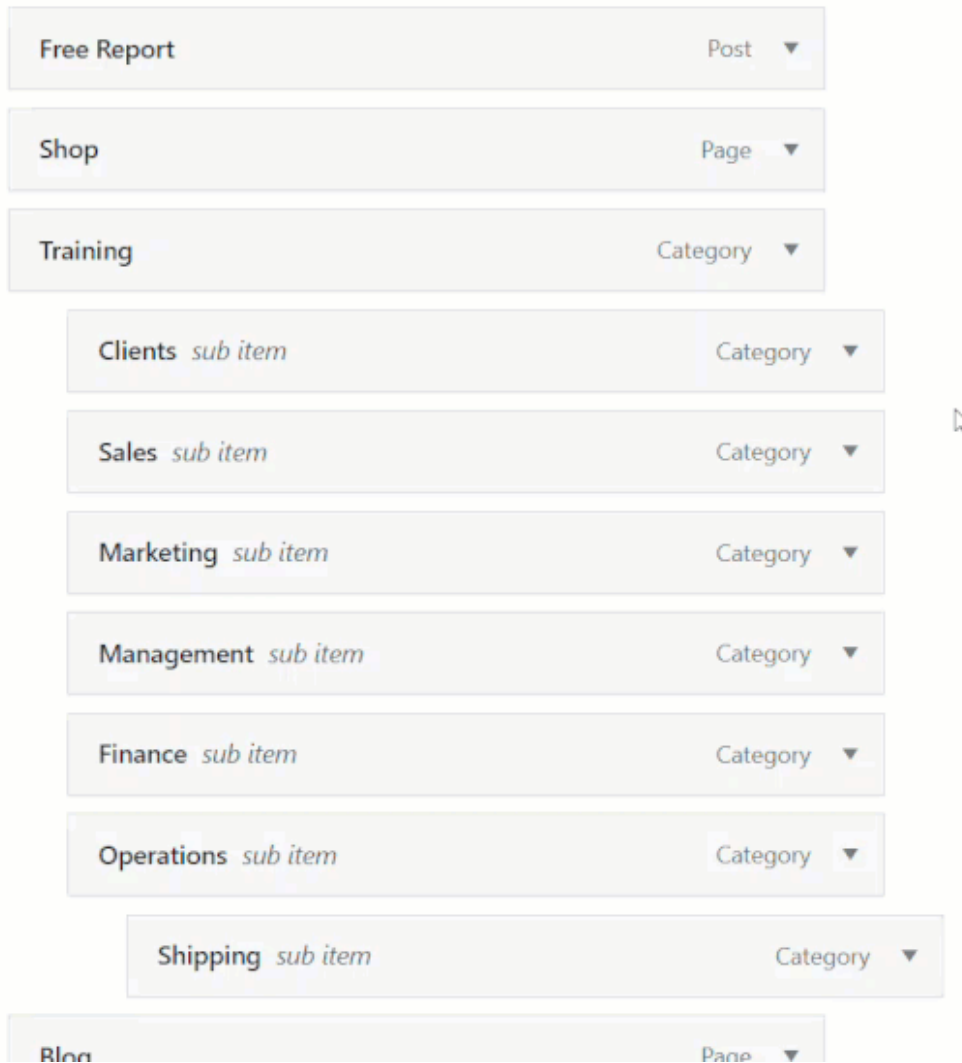 Free Report Post
Shop Page
Training Category
Clients sub item Category
Sales sub item Category
Marketing sub item Category
Management sub item Category
Finance sub item Category
Operations sub item Category
Shipping sub item Category
Blog Page